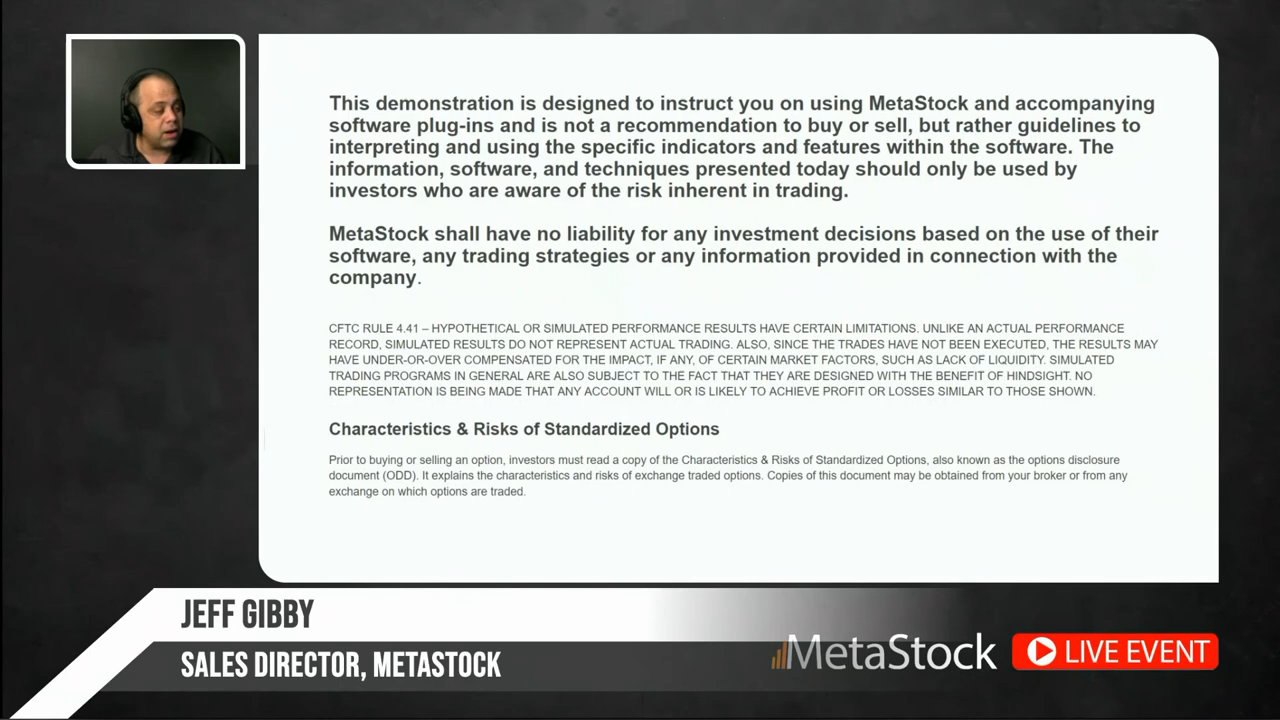 This demonstration is designed to instruct you on using MetaStock and accompanying
software plug-ins and is not a recommendation to buy or sell, but rather guidelines to
interpreting and using the specific indicators and features within the software. The
information, software, and techniques presented today should only be used by
investors who are aware of the risk inherent in trading.
MetaStock shall have no liability for any investment decisions based on the use of their
software, any trading strategies or any information provided in connection with the
company.
CFTC RULE 4.41 – HYPOTHETICAL OR SIMULATED PERFORMANCE RESULTS HAVE CERTAIN LIMITATIONS. UNLIKE AN ACTUAL PERFORMANCE
RECORD, SIMULATED RESULTS DO NOT REPRESENT ACTUAL TRADING. ALSO, SINCE THE TRADES HAVE NOT BEEN EXECUTED, THE RESULTS MAY
HAVE UNDER-OR-OVER COMPENSATED FOR THE IMPACT, IF ANY, OF CERTAIN MARKET FACTORS, SUCH AS LACK OF LIQUIDITY. SIMULATED
TRADING PROGRAMS IN GENERAL ARE ALSO SUBJECT TO THE FACT THAT THEY ARE DESIGNED WITH THE BENEFIT OF HINDSIGHT. NO
REPRESENTATION IS BEING MADE THAT ANY ACCOUNT WILL OR IS LIKELY TO ACHIEVE PROFIT OR LOSSES SIMILAR TO THOSE SHOWN.
Characteristics & Risks of Standardized Options
Prior to buying or selling an option, investors must read a copy of the Characteristics & Risks of Standardized Options, also known as the options disclosure
document (ODD). It explains the characteristics and risks of exchange traded options. Copies of this document may be obtained from your broker or from any
exchange on which options are traded.
JEFF GIBBY
SALES DIRECTOR, METASTOCK
MetaStock
LIVE EVENT